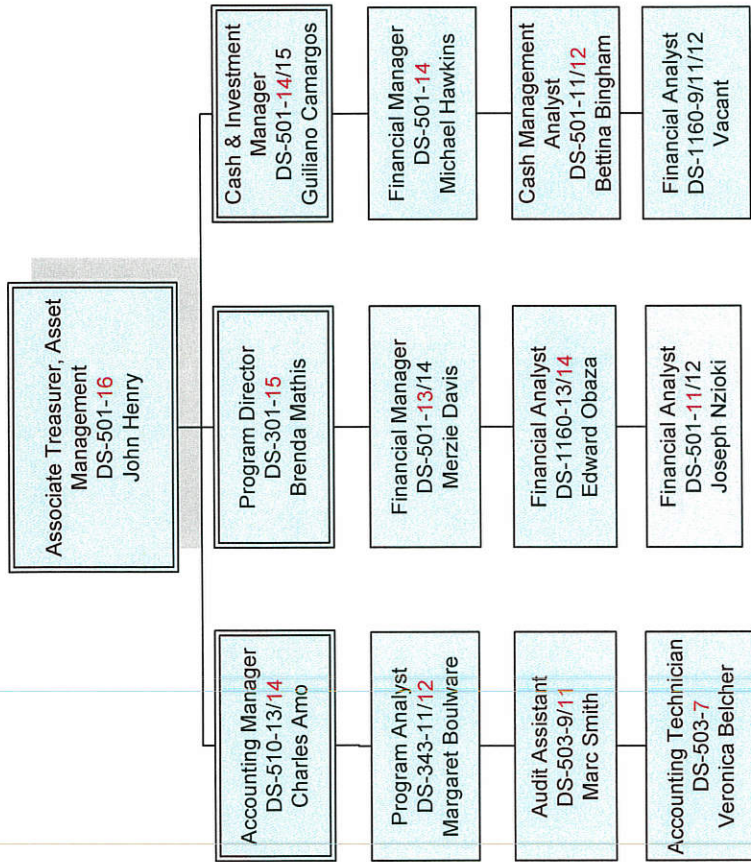 Associate Treasurer, Asset
Management
DS-501-16
John Henry
Accounting Manager
DS-510-13/14
Charles Amo
Program Analyst
DS-343-11/12
Margaret Boulware
Audit Assistant
DS-503-9/11
Marc Smith
Accounting Technician
DS-503-7
Veronica Belcher
Program Director
DS-301-15
Brenda Mathis
Financial Manager
DS-501-13/14
Merzie Davis
Financial Analyst
DS-1160-13/14
Edward Obaza
Financial Analyst
DS-501-11/12
Joseph Nzioki
Cash & Investment
Manager
DS-501-14/15
Guiliano Camargos
Financial Manager
DS-501-14
Michael Hawkins
Cash Management
Analyst
DS-501-11/12
Bettina Bingham
Financial Analyst
DS-1160-9/11/12
Vacant